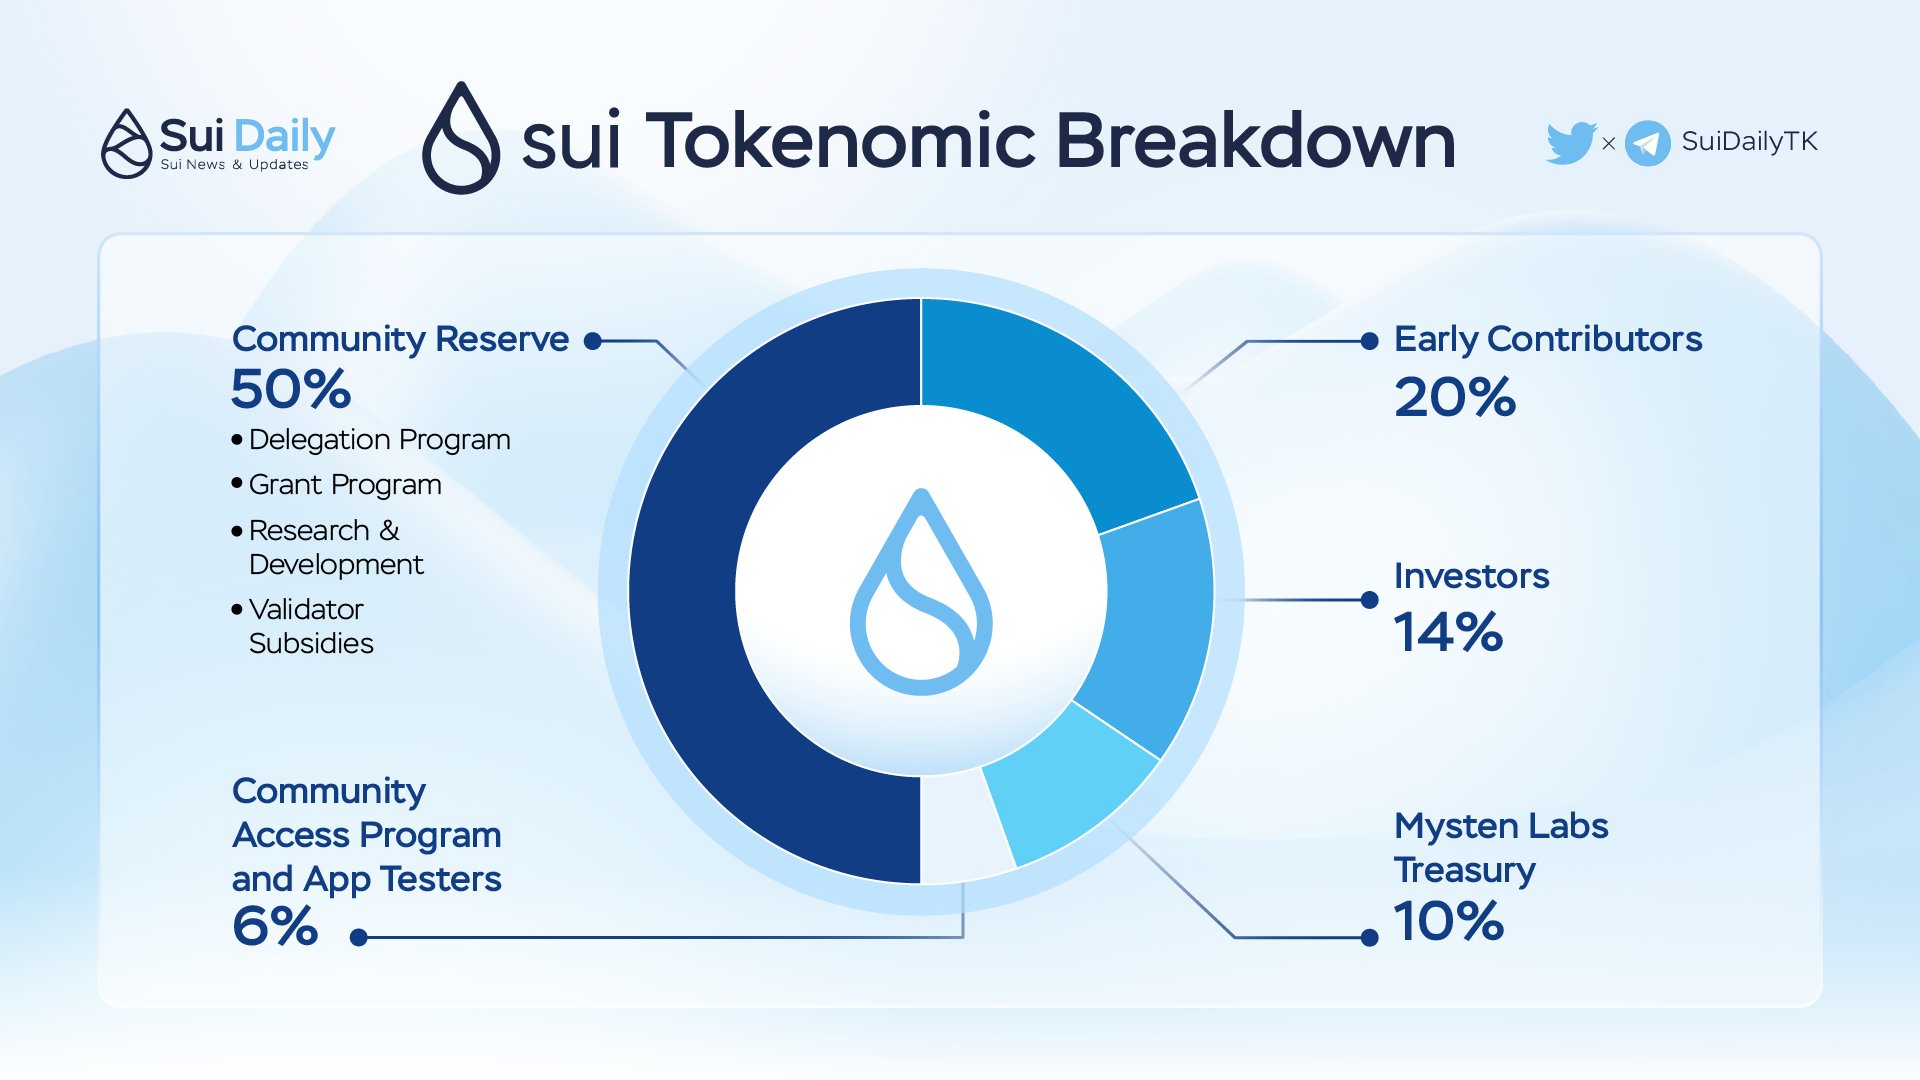 Sui Daily
Sui News & Updates
sui Tokenomic Breakdown
× SuiDailyTK
Community Reserve
50%
• Delegation Program
• Grant Program
• Research &
Development
• Validator
Subsidies
Community
Access Program
and App Testers
6%
Early Contributors
20%
Investors
14%
Mysten Labs
Treasury
10%